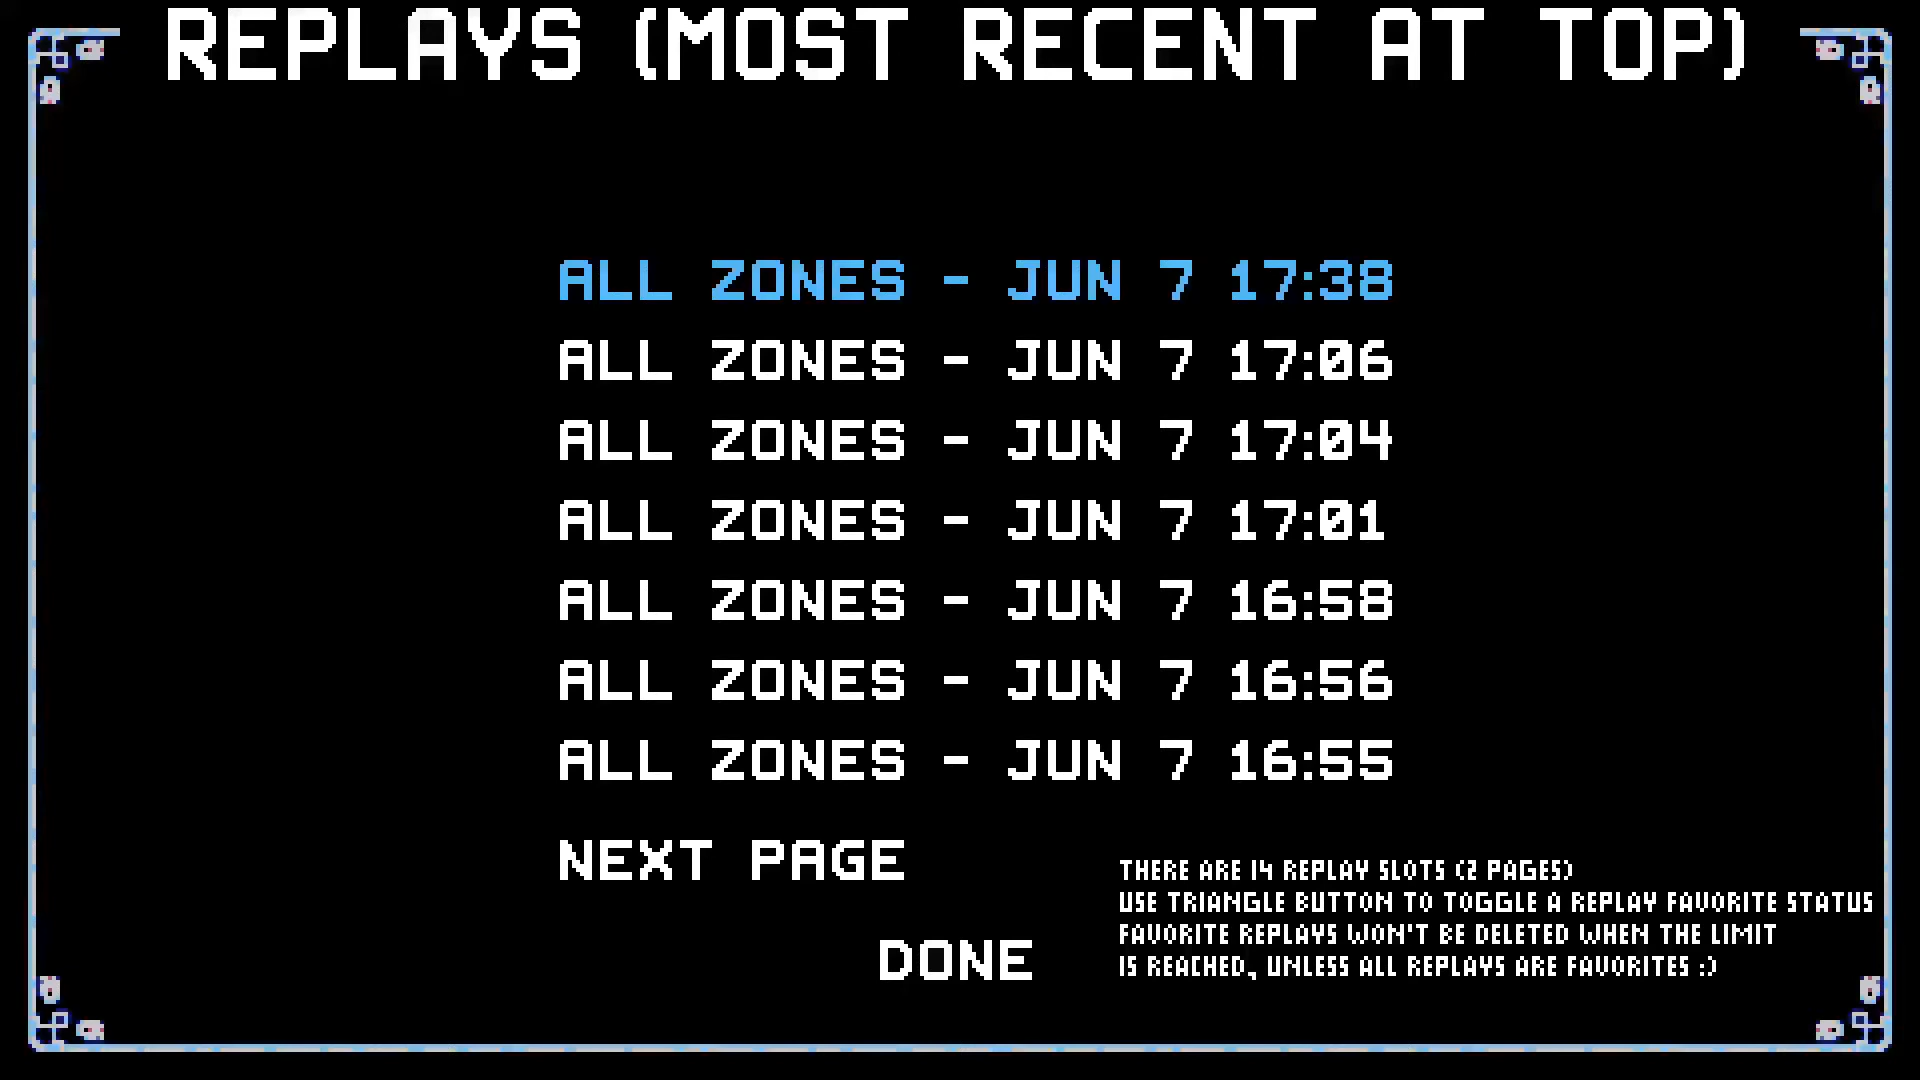 REPLAYS (MOST RECENT AT TOP)
ALL ZONES - JUN 7 17:38
ALL ZONES - JUN 7 17:06
ALL ZONES - JUN 7 17:04
ALL ZONES - JUN 7 17:01
ALL ZONES - JUN 7 16:58
ALL ZONES - JUN 7 16:56
ALL ZONES - JUN 7 16:55
NEXT PAGE
DONE
THERE ARE 14 REPLAY SLOTS (2 PAGES)
USE TRIANGLE BUTTON TO TOGGLE A REPLAY FAVORITE STATUS
FAVORITE REPLAYS WON'T BE DELETED WHEN THE LIMIT
IS REACHED, UNLESS ALL REPLAYS ARE FAVORITES :)